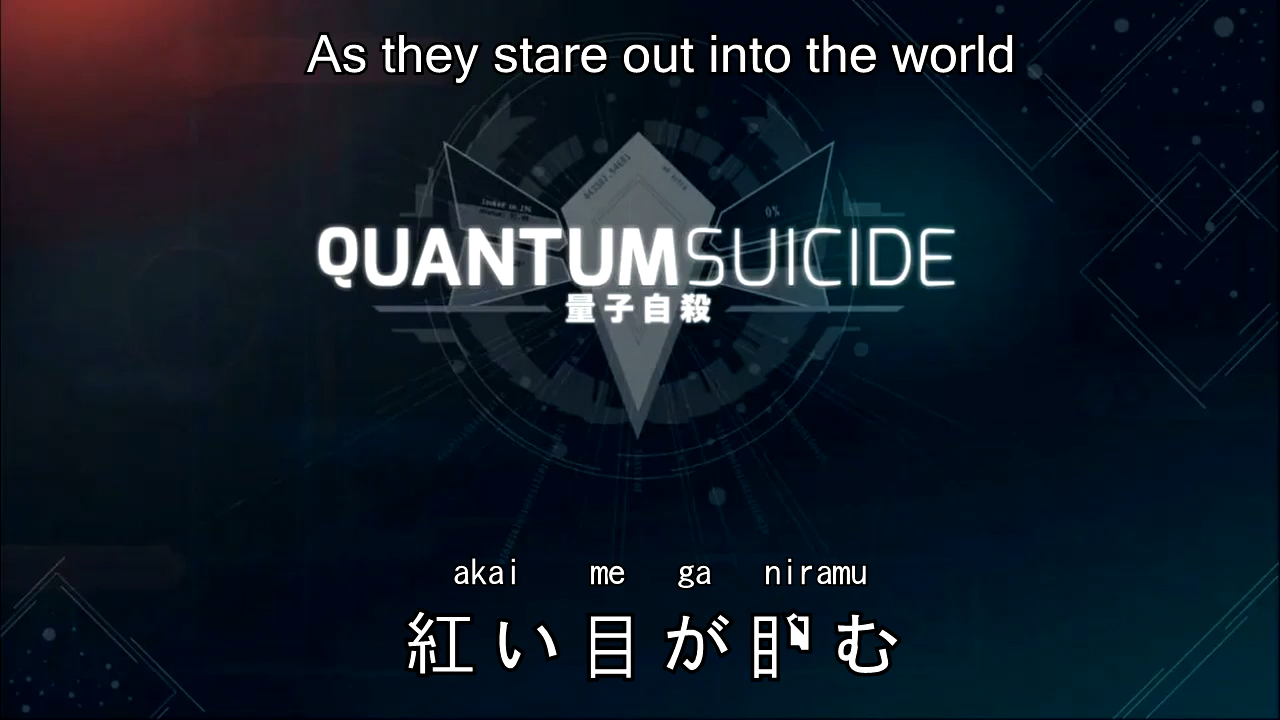 As they stare out into the world
0%
QUANTUMSUICIDE
量子自殺
akai me ga niramu
紅い目が睨む